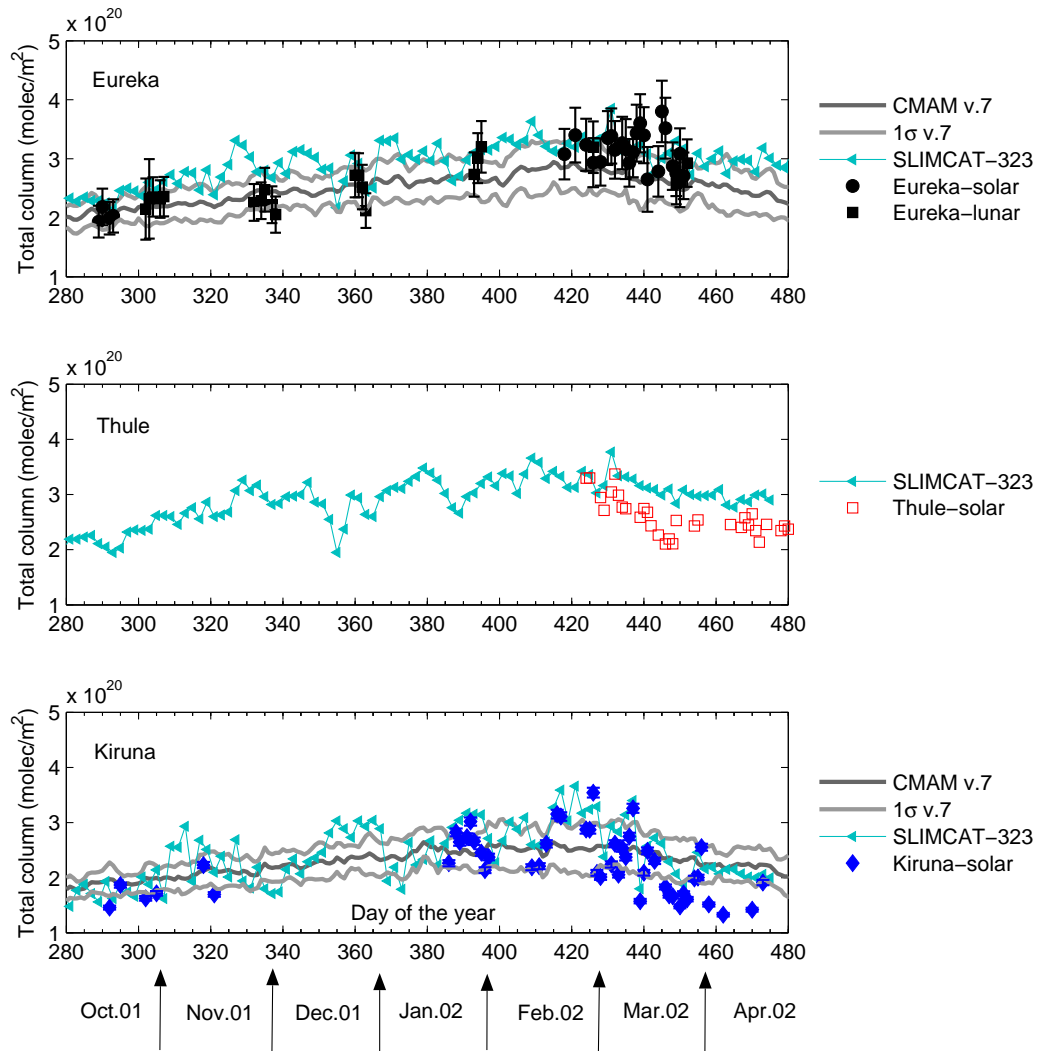 x 10^20
5
4
3
2
1
Total column (molec/m^2)
Eureka
280 300 320 340 360 380 400 420 440 460 480
CMAM v.7
1σ v.7
SLIMCAT−323
Eureka−solar
Eureka−lunar
x 10^20
5
4
3
2
1
Total column (molec/m^2)
Thule
280 300 320 340 360 380 400 420 440 460 480
SLIMCAT−323
Thule−solar
x 10^20
5
4
3
2
1
Total column (molec/m^2)
Kiruna
Day of the year
280 300 320 340 360 380 400 420 440 460 480
CMAM v.7
1σ v.7
SLIMCAT−323
Kiruna−solar
Oct.01 Nov.01 Dec.01 Jan.02 Feb.02 Mar.02 Apr.02